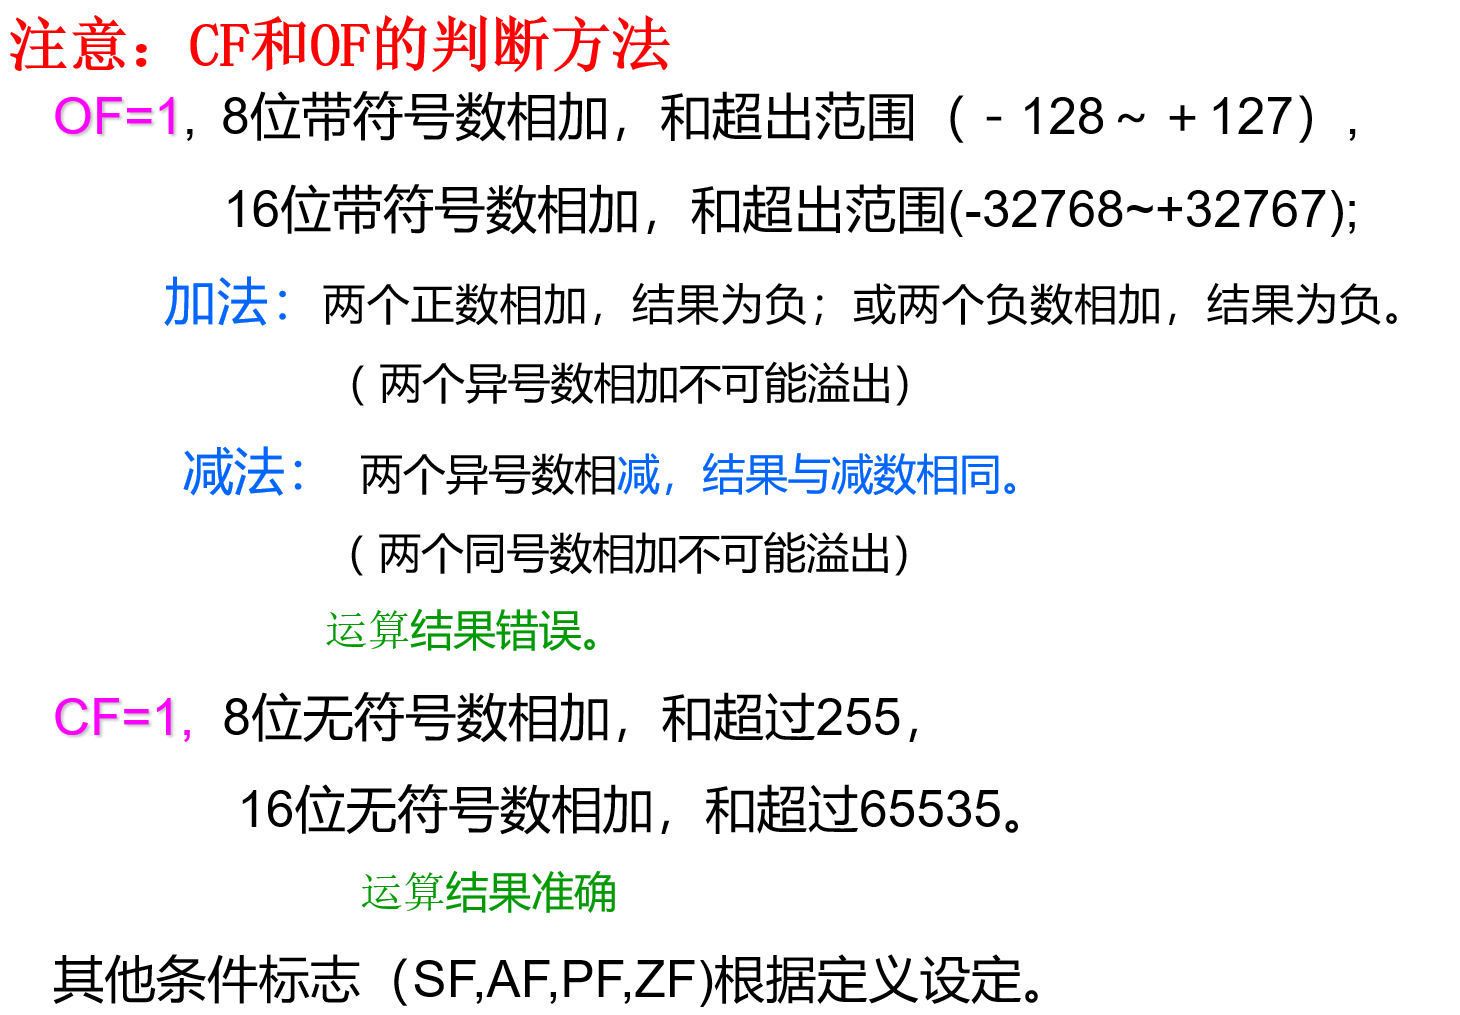 注意：CF和OF的判断方法
OF=1，8位带符号数相加，和超出范围（－128～＋127），
16位带符号数相加，和超出范围(-32768~+32767);
加法：两个正数相加，结果为负；或两个负数相加，结果为负。
（两个异号数相加不可能溢出）
减法： 两个异号数相减，结果与减数相同。
（两个同号数相加不可能溢出）
运算结果错误。
CF=1，8位无符号数相加，和超过255，
16位无符号数相加，和超过65535。
运算结果准确
其他条件标志（SF,AF,PF,ZF)根据定义设定。